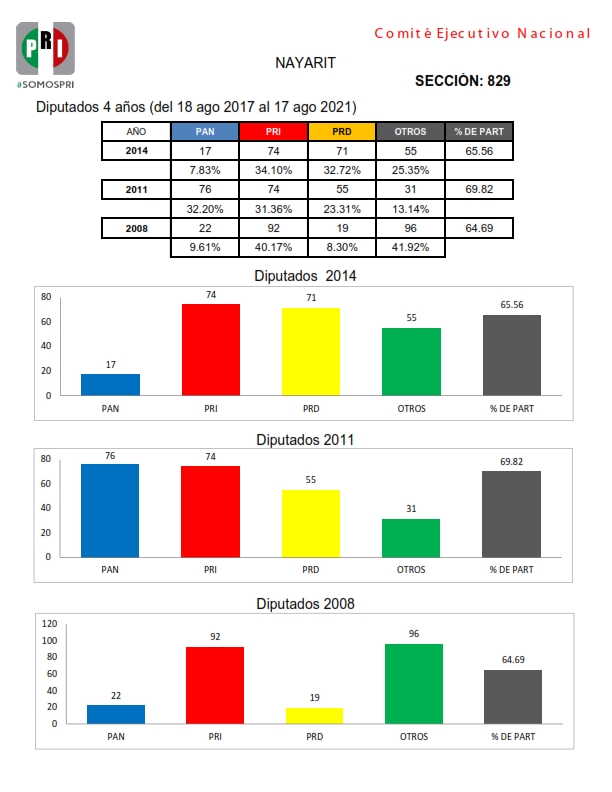 Comité Ejecutivo Nacional
PRI
#SOMOSPRI
NAYARIT
SECCIÓN: 829
Diputados 4 años (del 18 ago 2017 al 17 ago 2021)
AÑO PAN PRI PRD OTROS % DE PART
2014 17 74 71 55 65.56
7.83% 34.10% 32.72% 25.35%
2011 76 74 55 31 69.82
32.20% 31.36% 23.31% 13.14%
2008 22 92 19 96 64.69
9.61% 40.17% 8.30% 41.92%
Diputados 2014
80
60
40
20
0
17 74 71 55 65.56
PAN PRI PRD OTROS % DE PART
Diputados 2011
80
60
40
20
0
76 74 55 31 69.82
PAN PRI PRD OTROS % DE PART
Diputados 2008
120
100
80
60
40
20
0
22 92 19 96 64.69
PAN PRI PRD OTROS % DE PART